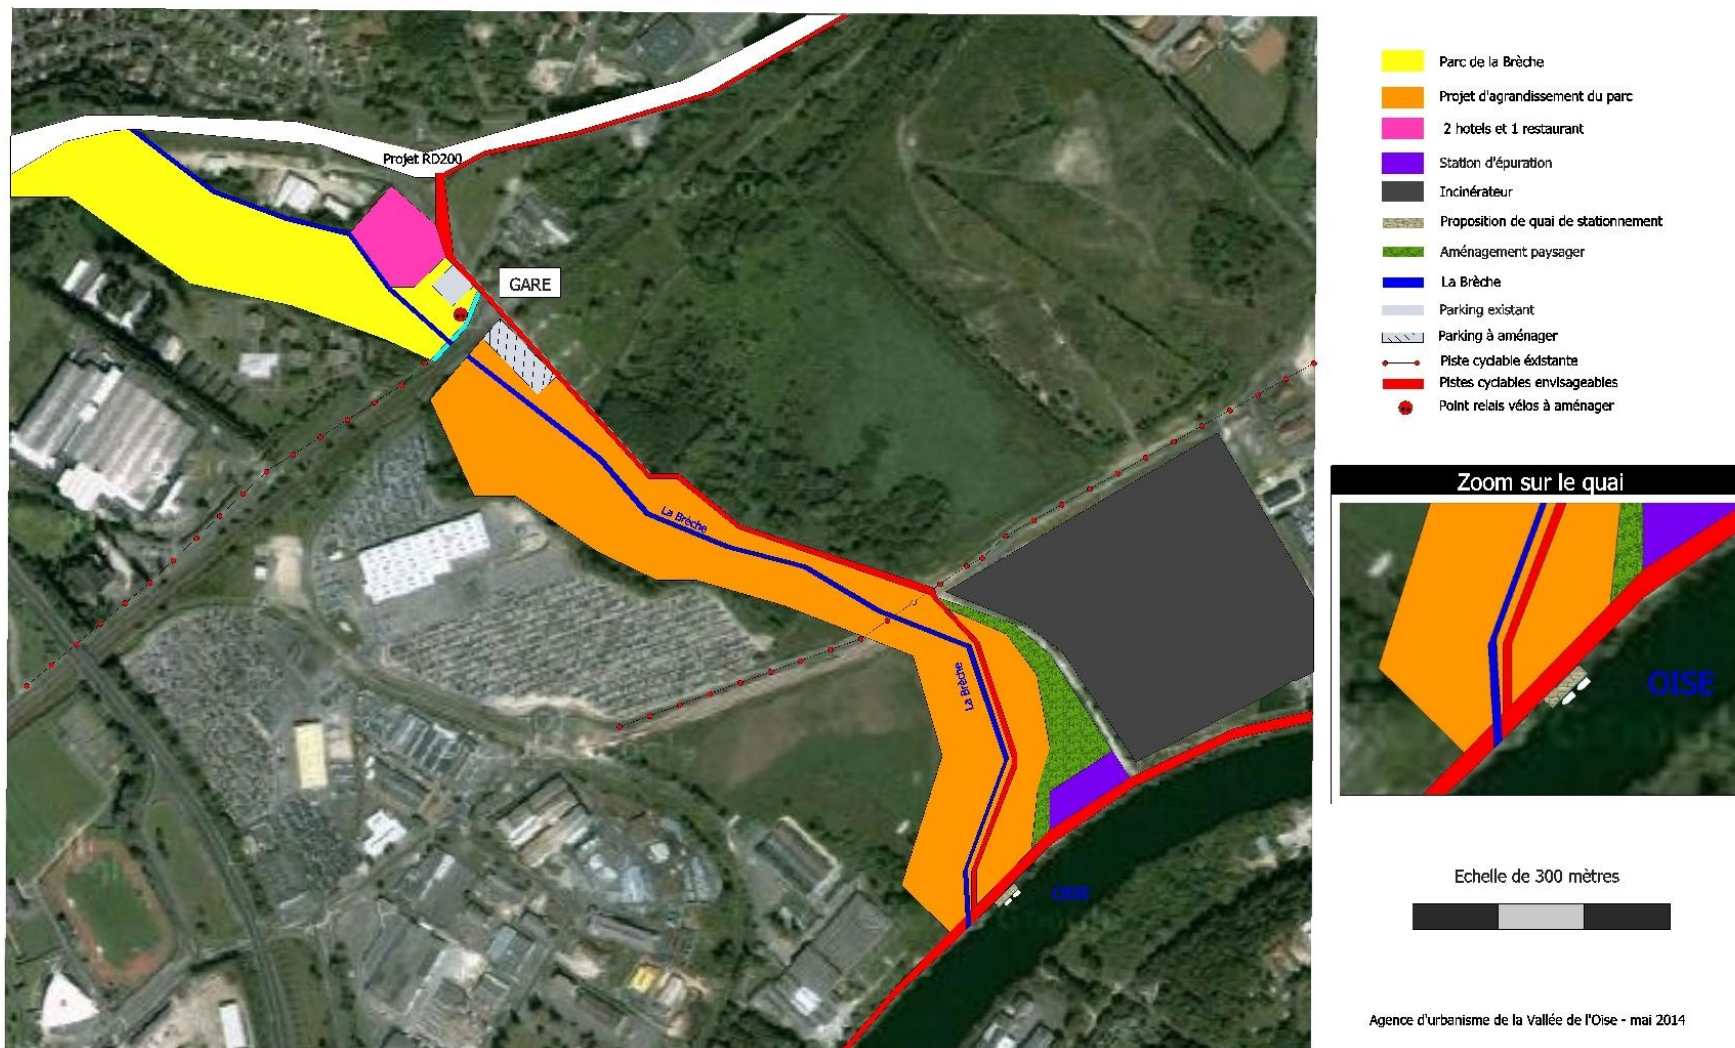 Projet RD200
GARE
La Brèche
La Brèche
OISE
Parc de la Brèche
Projet d'agrandissement du parc
2 hotels et 1 restaurant
Station d'épuration
Incinérateur
Proposition de quai de stationnement
Aménagement paysager
La Brèche
Parking existant
Parking à aménager
Piste cyclable éxistante
Pistes cyclables envisageables
Point relais vélos à aménager
Zoom sur le quai
OISE
Echelle de 300 mètres
Agence d'urbanisme de la Vallée de l'Oise - mai 2014